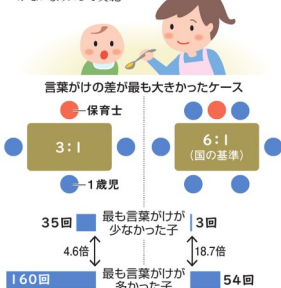 言葉がけの差が最も大きかったケース
保育士
3:1
6:1
(国の基準)
1歳児
35回
最も言葉がけが
少なかった子
3回
4.6倍
18.7倍
160回
最も言葉がけが
多かった子
54回